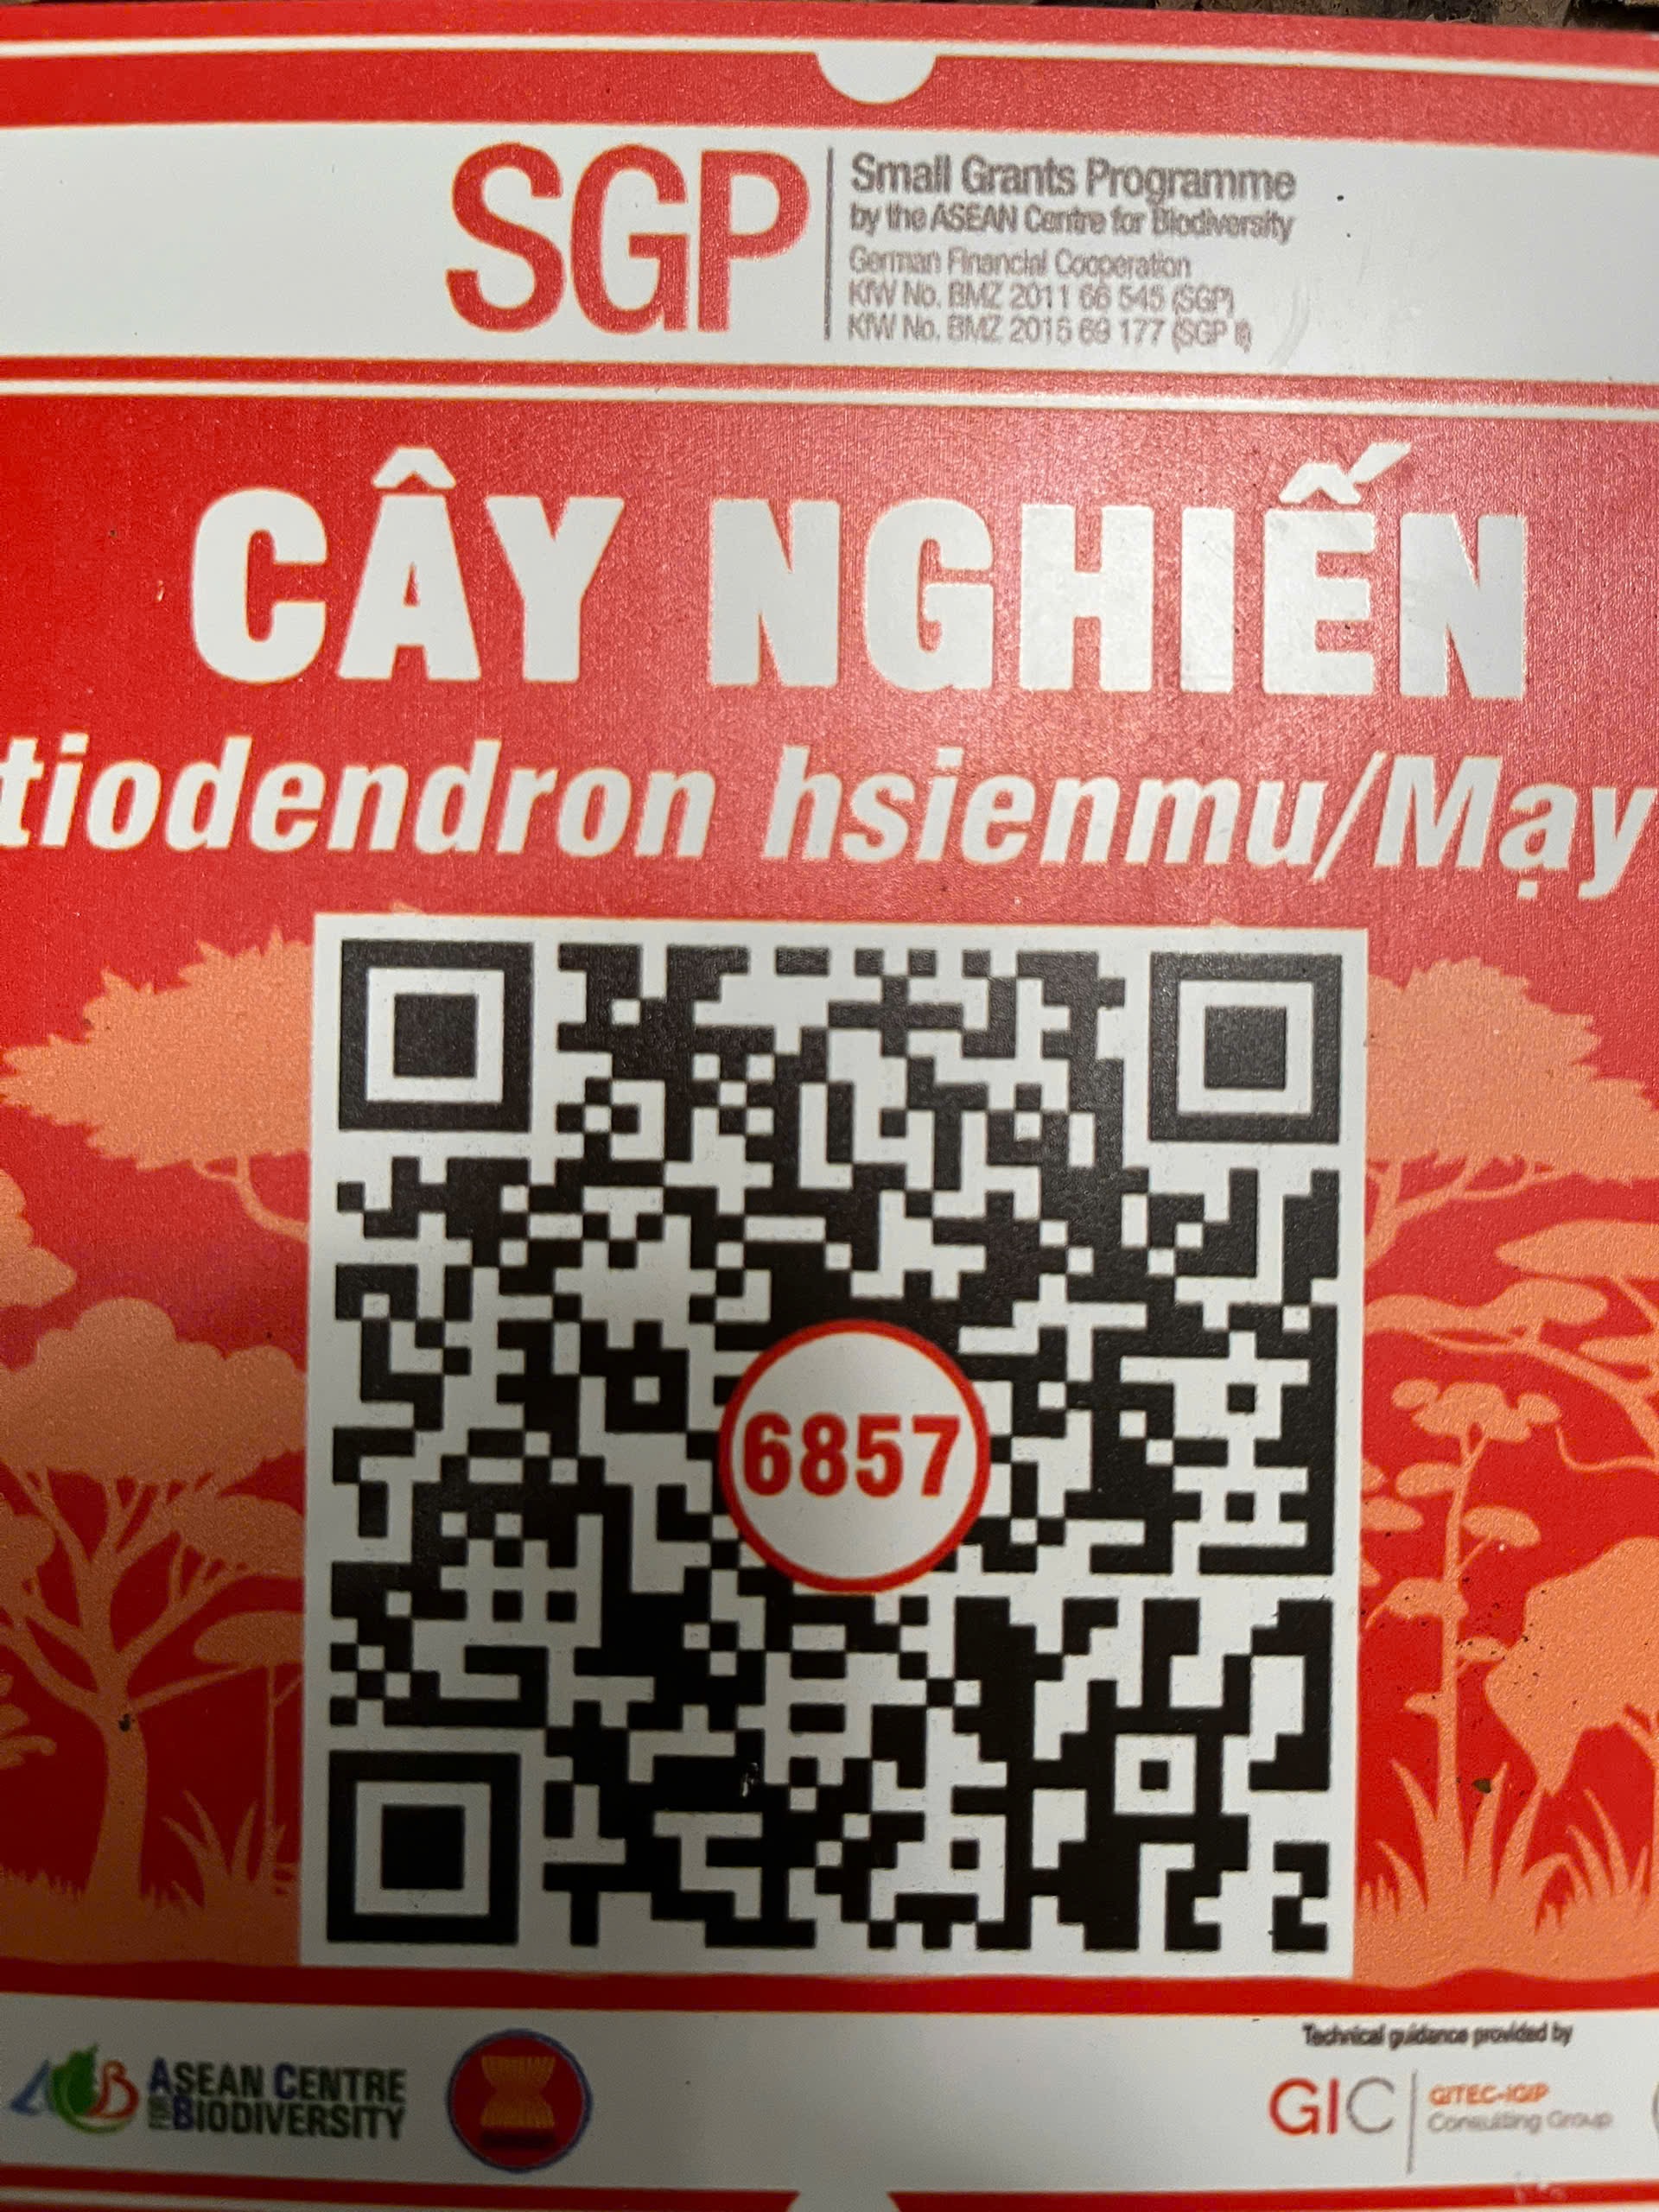 SGP
Small Grants Programme
by the ASEAN Centre for Biodiversity
German Financial Cooperation
KfW No. BMZ 2011 66 545 (SGP)
KfW No. BMZ 2015 69 177 (SGP II)
CÂY NGHIẾN
tiodendron hsienmu/Mạy
6857
ASEAN CENTRE
FOR BIODIVERSITY
Technical guidance provided by
GIC
GITEC-IGIP
Consulting Group